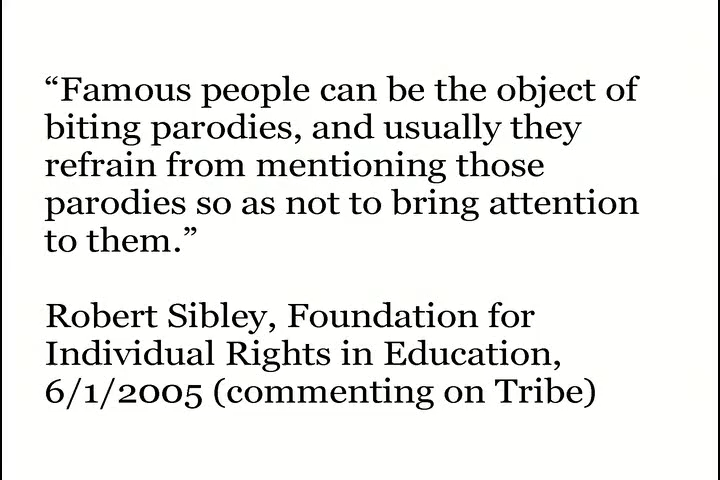 “Famous people can be the object of
biting parodies, and usually they
refrain from mentioning those
parodies so as not to bring attention
to them.”
Robert Sibley, Foundation for
Individual Rights in Education,
6/1/2005 (commenting on Tribe)